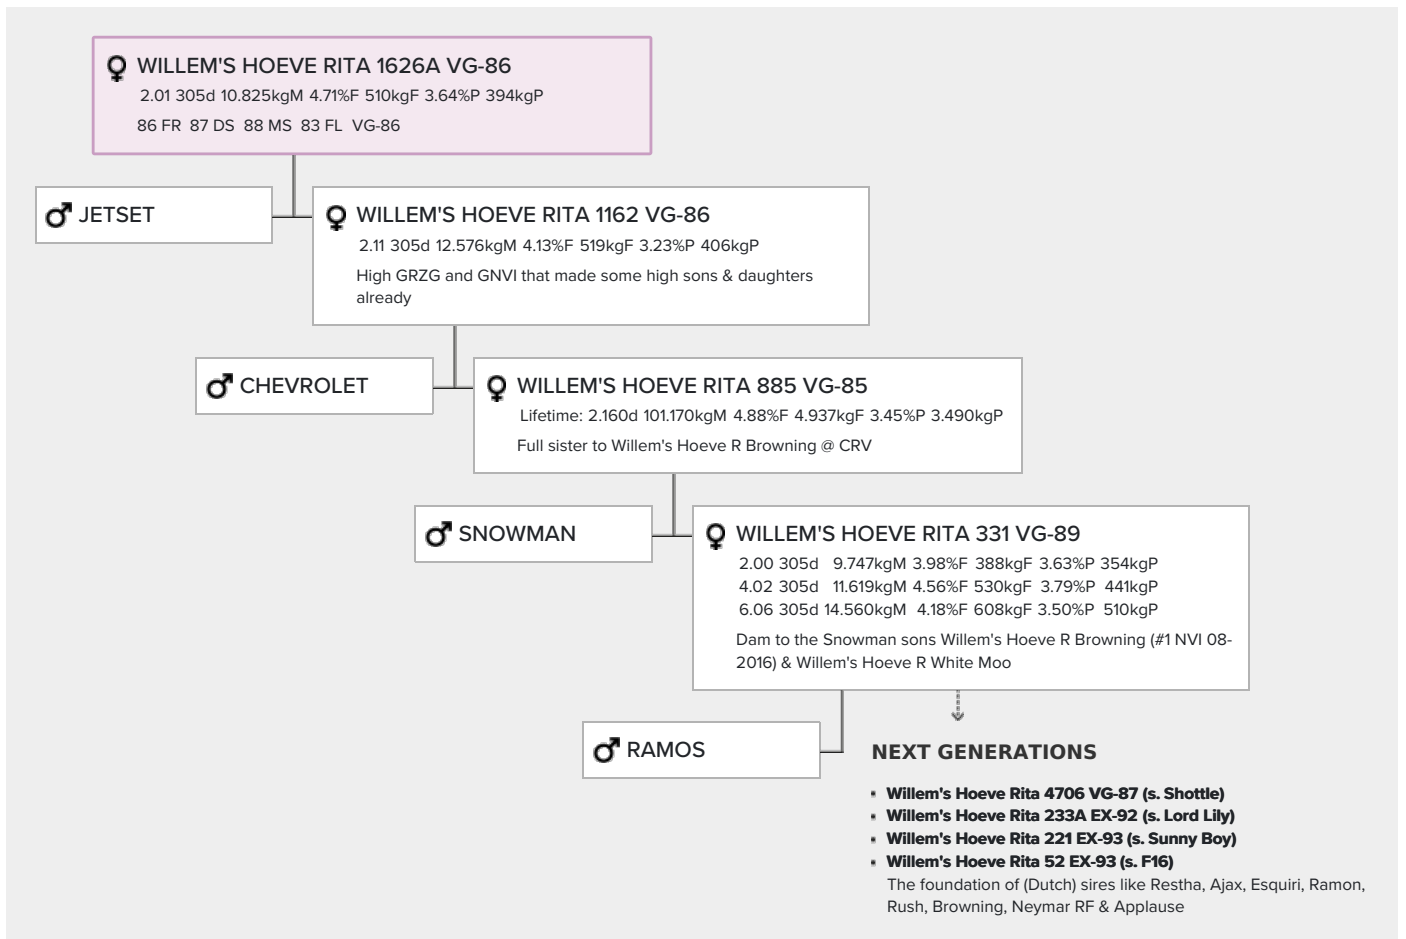 WILLEM'S HOEVE RITA 1626A VG-86
2.01 305d 10.825kgM 4.71%F 510kgF 3.64%P 394kgP
86 FR 87 DS 88 MS 83 FL VG-86
JETSET
WILLEM'S HOEVE RITA 1162 VG-86
2.11 305d 12.576kgM 4.13%F 519kgF 3.23%P 406kgP
High GRZG and GNVI that made some high sons & daughters
already
CHEVROLET
WILLEM'S HOEVE RITA 885 VG-85
Lifetime: 2.160d 101.170kgM 4.88%F 4.937kgF 3.45%P 3.490kgP
Full sister to Willem's Hoeve R Browning @ CRV
SNOWMAN
WILLEM'S HOEVE RITA 331 VG-89
2.00 305d 9.747kgM 3.98%F 388kgF 3.63%P 354kgP
4.02 305d 11.619kgM 4.56%F 530kgF 3.79%P 441kgP
6.06 305d 14.560kgM 4.18%F 608kgF 3.50%P 510kgP
Dam to the Snowman sons Willem's Hoeve R Browning (#1 NVI 08-
2016) & Willem's Hoeve R White Moo
RAMOS
NEXT GENERATIONS
Willem's Hoeve Rita 4706 VG-87 (s. Shottle)
Willem's Hoeve Rita 233A EX-92 (s. Lord Lily)
Willem's Hoeve Rita 221 EX-93 (s. Sunny Boy)
Willem's Hoeve Rita 52 EX-93 (s. F16)
The foundation of (Dutch) sires like Restha, Ajax, Esquiri, Ramon,
Rush, Browning, Neymar RF & Applause